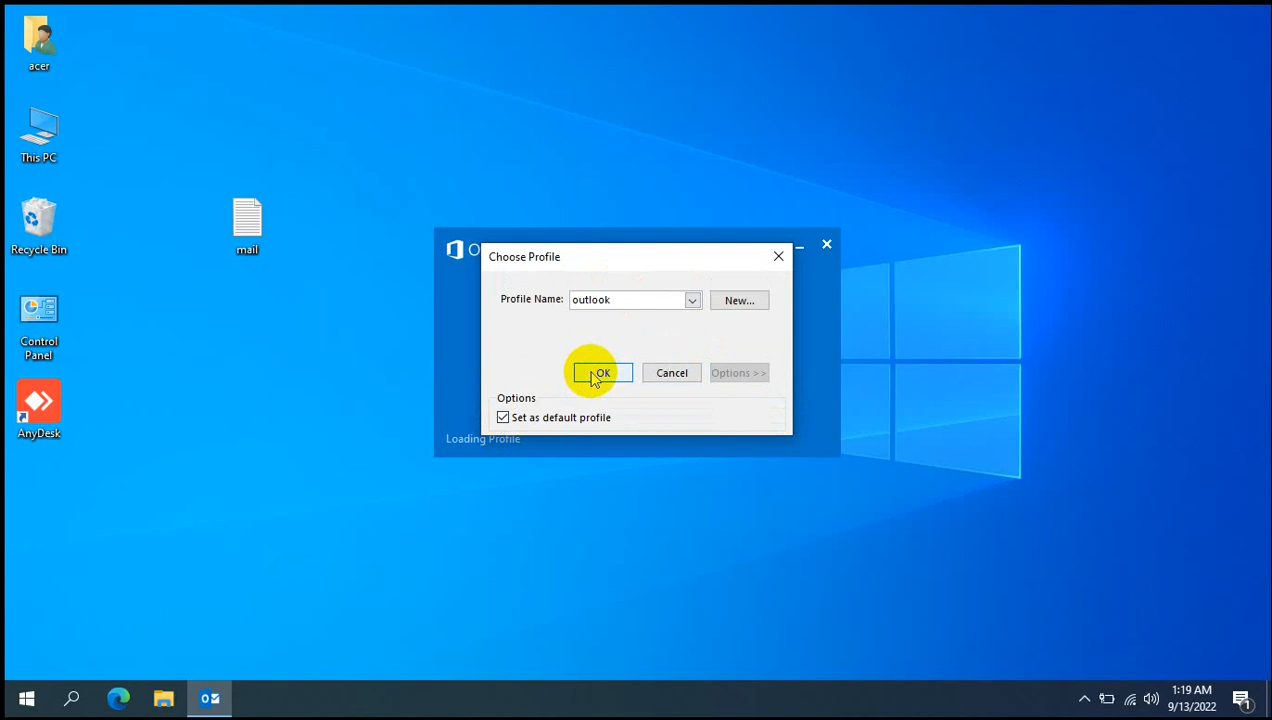 acer
This PC
Recycle Bin
mail
Control
Panel
AnyDesk
O
Choose Profile
Profile Name: outlook New...
OK Cancel Options >>
Options
Set as default profile
Loading Profile
1:19 AM
9/13/2022
1